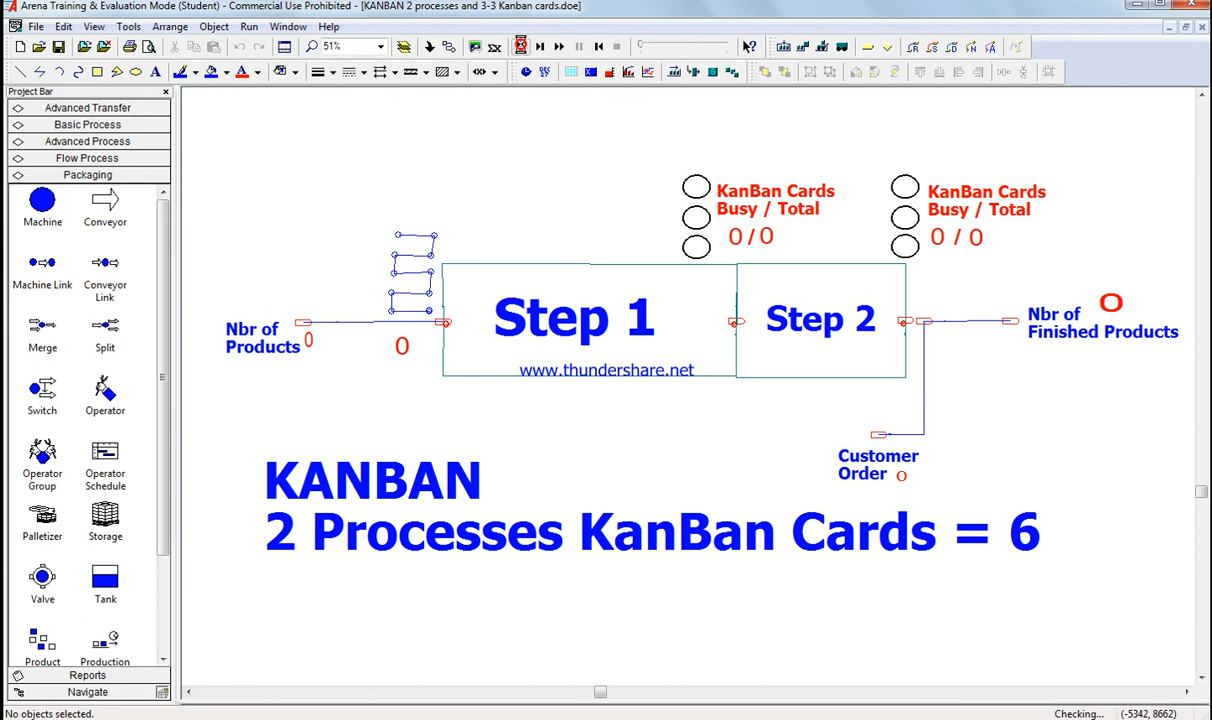 Arena Training & Evaluation Mode (Student) - Commercial Use Prohibited - [KANBAN 2 processes and 3-3 Kanban cards.doe]
File Edit View Tools Arrange Object Run Window Help
51%
Project Bar
Advanced Transfer
Basic Process
Advanced Process
Flow Process
Packaging
Machine Conveyor
Machine Link Conveyor Link
Merge Split
Switch Operator
Operator Group Operator Schedule
Palletizer Storage
Valve Tank
Product Production
Reports
Navigate
KanBan Cards
Busy / Total
0 / 0
KanBan Cards
Busy / Total
0 / 0
Step 1
Step 2
Nbr of
Products 0
0
Nbr of 0
Finished Products
www.thundershare.net
Customer
Order 0
KANBAN
2 Processes KanBan Cards = 6
No objects selected. Checking... (-5342, 8662)